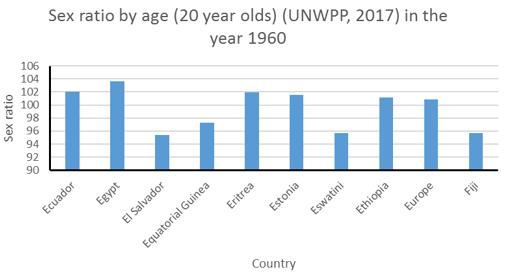 Sex ratio by age (20 year olds) (UNWPP, 2017) in the
year 1960
106
104
102
100
98
96
94
92
90
Sex ratio
Ecuador
Egypt
El Salvador
Equatorial Guinea
Eritrea
Estonia
Eswatini
Ethiopia
Europe
Fiji
Country